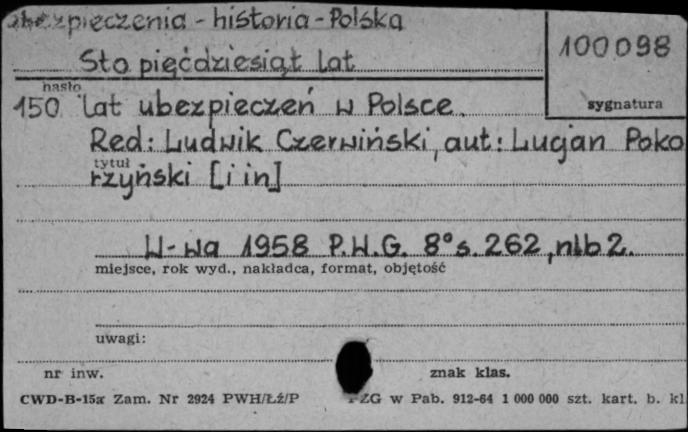 Ubezpieczenia - historia - Polska
Sto pięćdziesiąt lat
100098
hasło
sygnatura
150 lat ubezpieczeń w Polsce.
Red: Ludwik Czerwiński, aut: Lucjan Poko
tytuł
rzyński [i in]
W-wa 1958 P.W.G. 8° s. 262, nlb 2.
miejsce, rok wyd., nakładca, format, objętość
uwagi:
nr inw.
znak klas.
CWD-B-15a Zam. Nr 2924 PWH/Łź/P
PZG w Pab. 912-64 1 000 000 szt. kart. b. kl